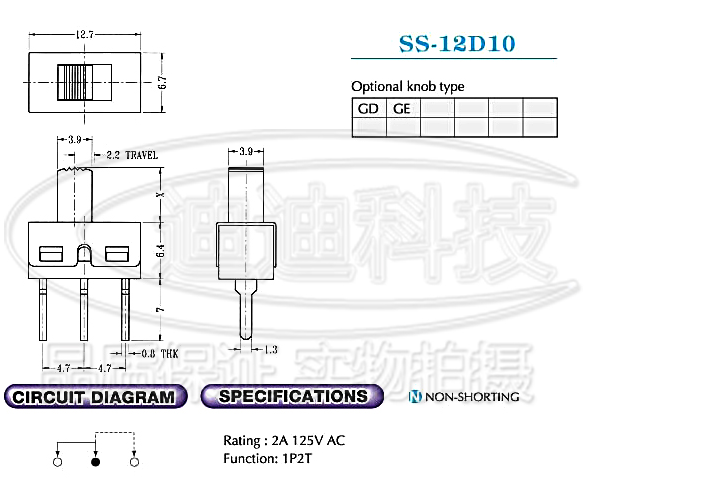 12.7
6.7
3.9
2.2 TRAVEL
X
6.4
7
0.8 THK
4.7
4.7
3.9
1.3
SS-12D10
Optional knob type
GD GE
迪迪科技
品质保证 实物拍摄
CIRCUIT DIAGRAM
SPECIFICATIONS
N NON-SHORTING
Rating : 2A 125V AC
Function: 1P2T